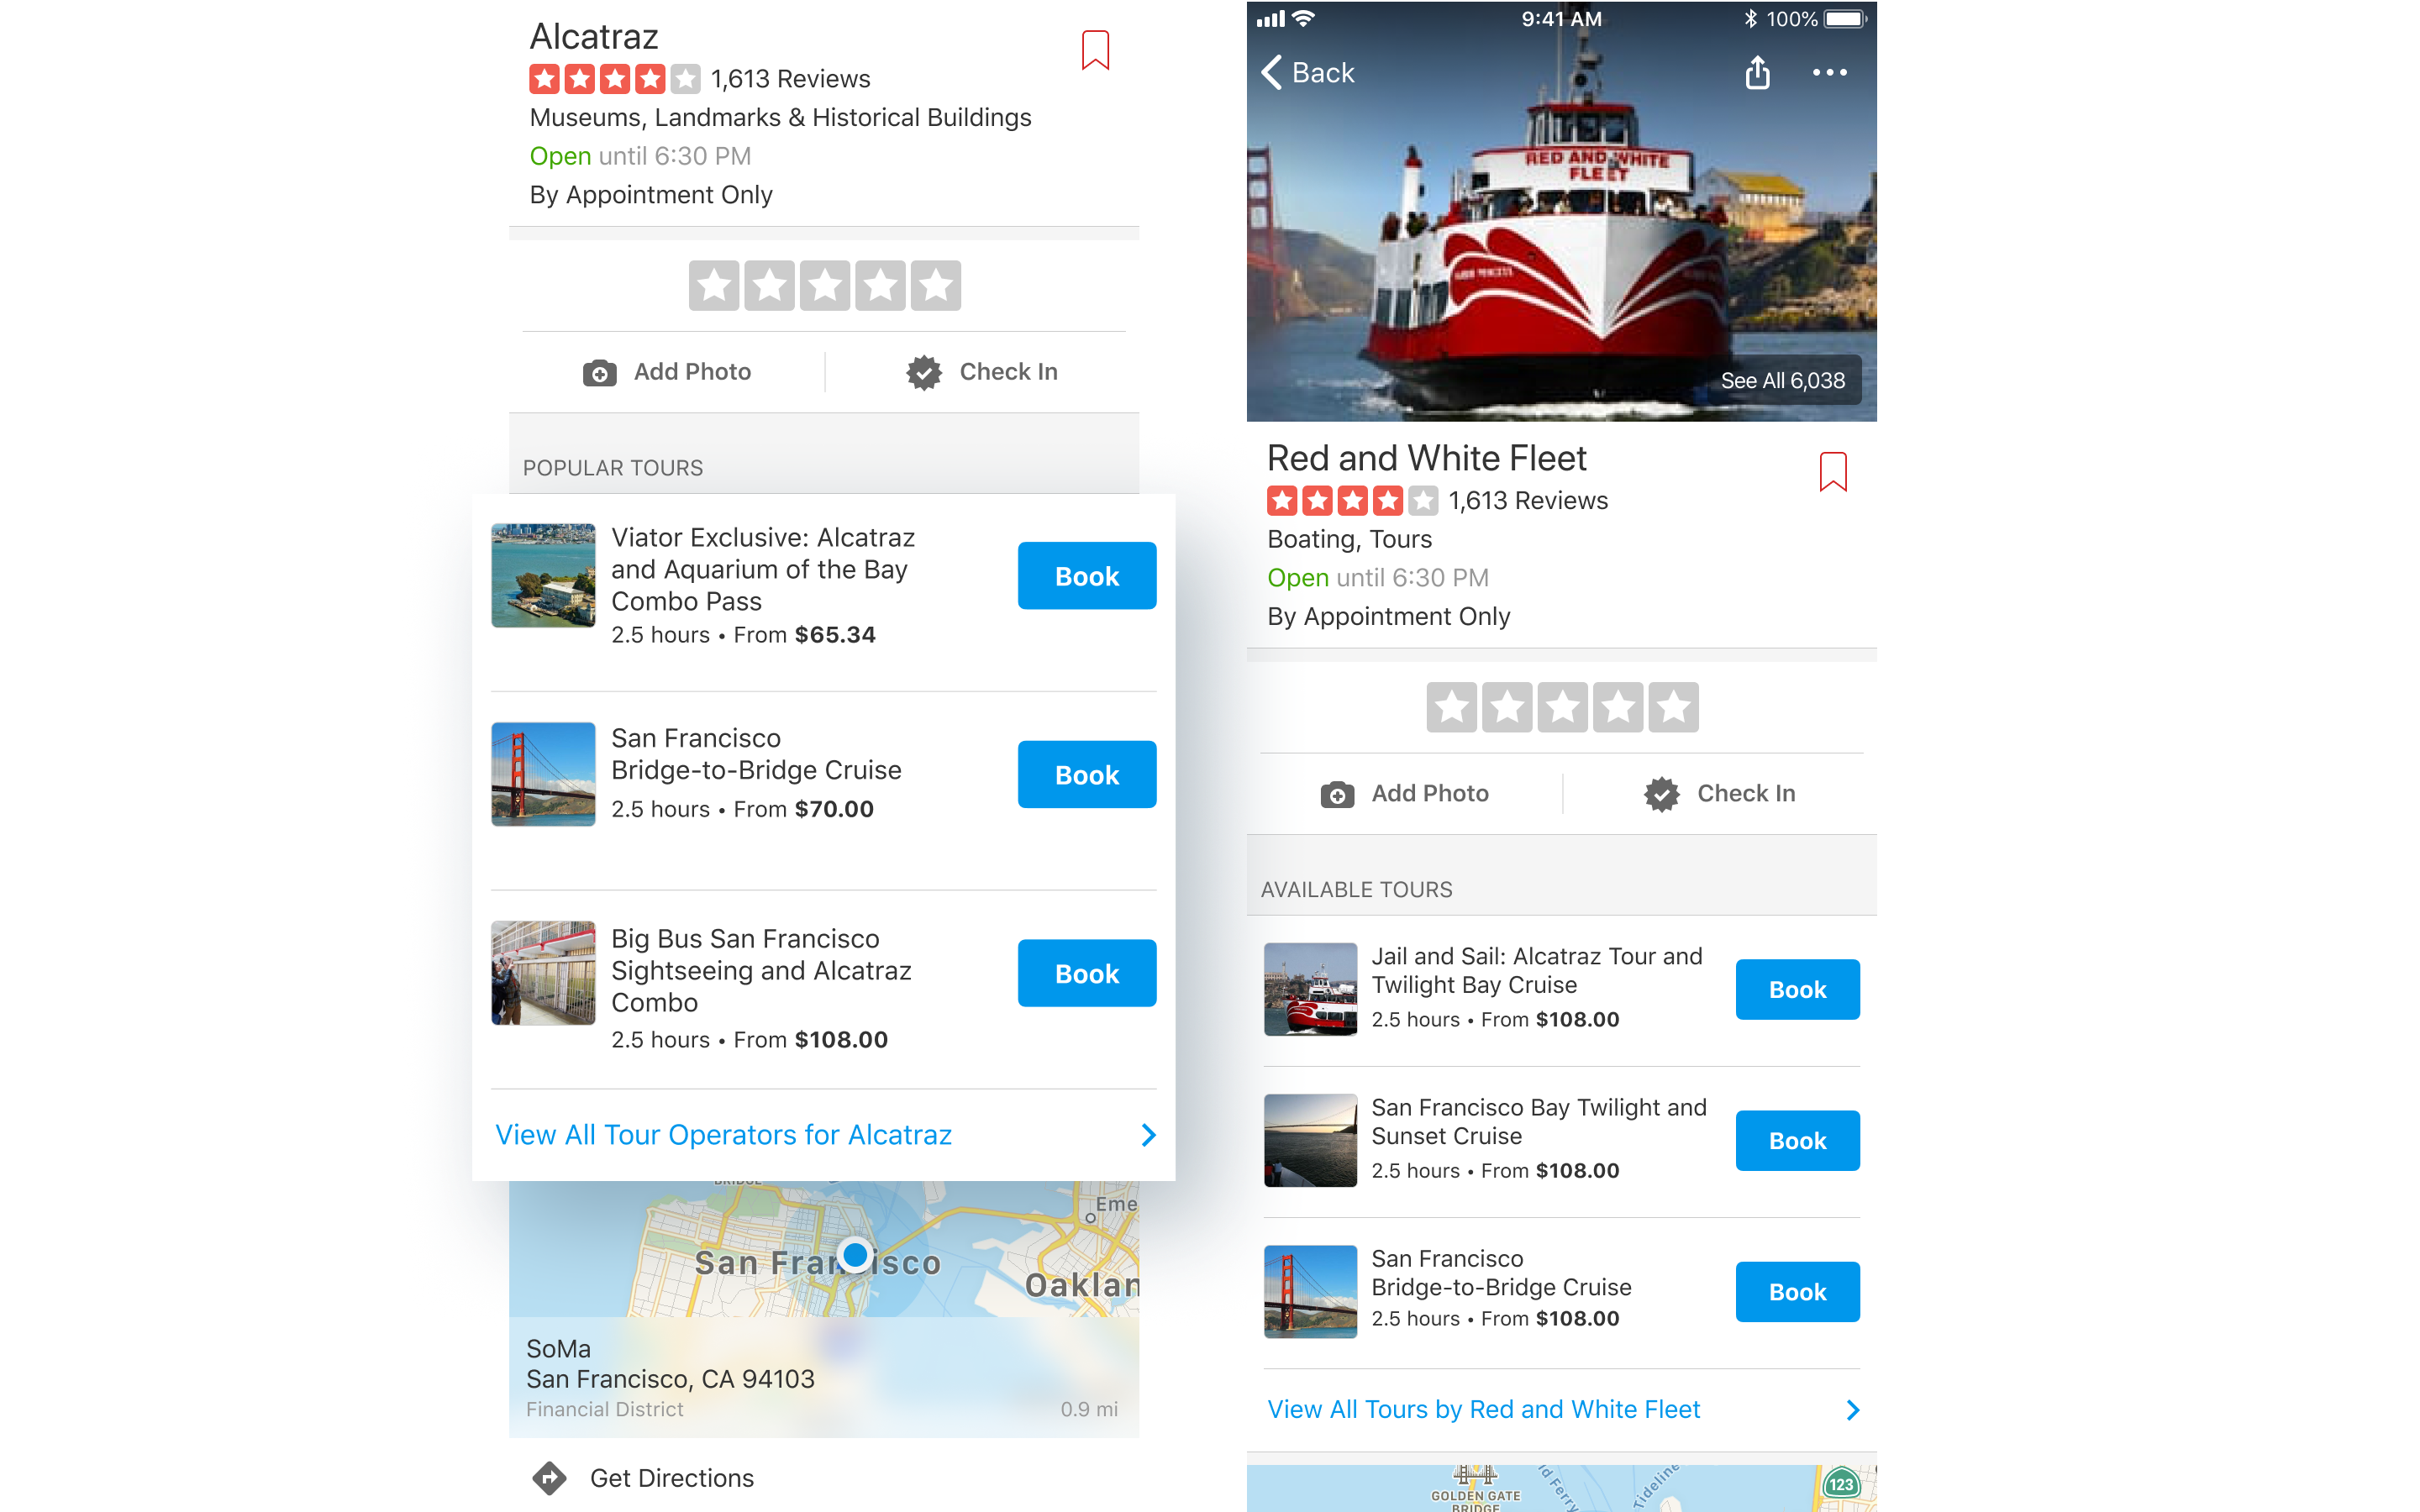 Alcatraz
1,613 Reviews
Museums, Landmarks & Historical Buildings
Open until 6:30 PM
By Appointment Only
Add Photo
Check In
POPULAR TOURS
Viator Exclusive: Alcatraz
and Aquarium of the Bay
Combo Pass
2.5 hours • From $65.34
Book
San Francisco
Bridge-to-Bridge Cruise
2.5 hours • From $70.00
Book
Big Bus San Francisco
Sightseeing and Alcatraz
Combo
2.5 hours • From $108.00
Book
View All Tour Operators for Alcatraz
BRIDGE
Eme
San Fran isco
Oaklan
SoMa
San Francisco, CA 94103
Financial District
0.9 mi
Get Directions
9:41 AM
100%
Back
RED AND WHITE
FLEET
See All 6,038
Red and White Fleet
1,613 Reviews
Boating, Tours
Open until 6:30 PM
By Appointment Only
Add Photo
Check In
AVAILABLE TOURS
Jail and Sail: Alcatraz Tour and
Twilight Bay Cruise
2.5 hours • From $108.00
Book
San Francisco Bay Twilight and
Sunset Cruise
2.5 hours • From $108.00
Book
San Francisco
Bridge-to-Bridge Cruise
2.5 hours • From $108.00
Book
View All Tours by Red and White Fleet
GOLDEN GATE
BRIDGE
ld Ferry
Tideline
123